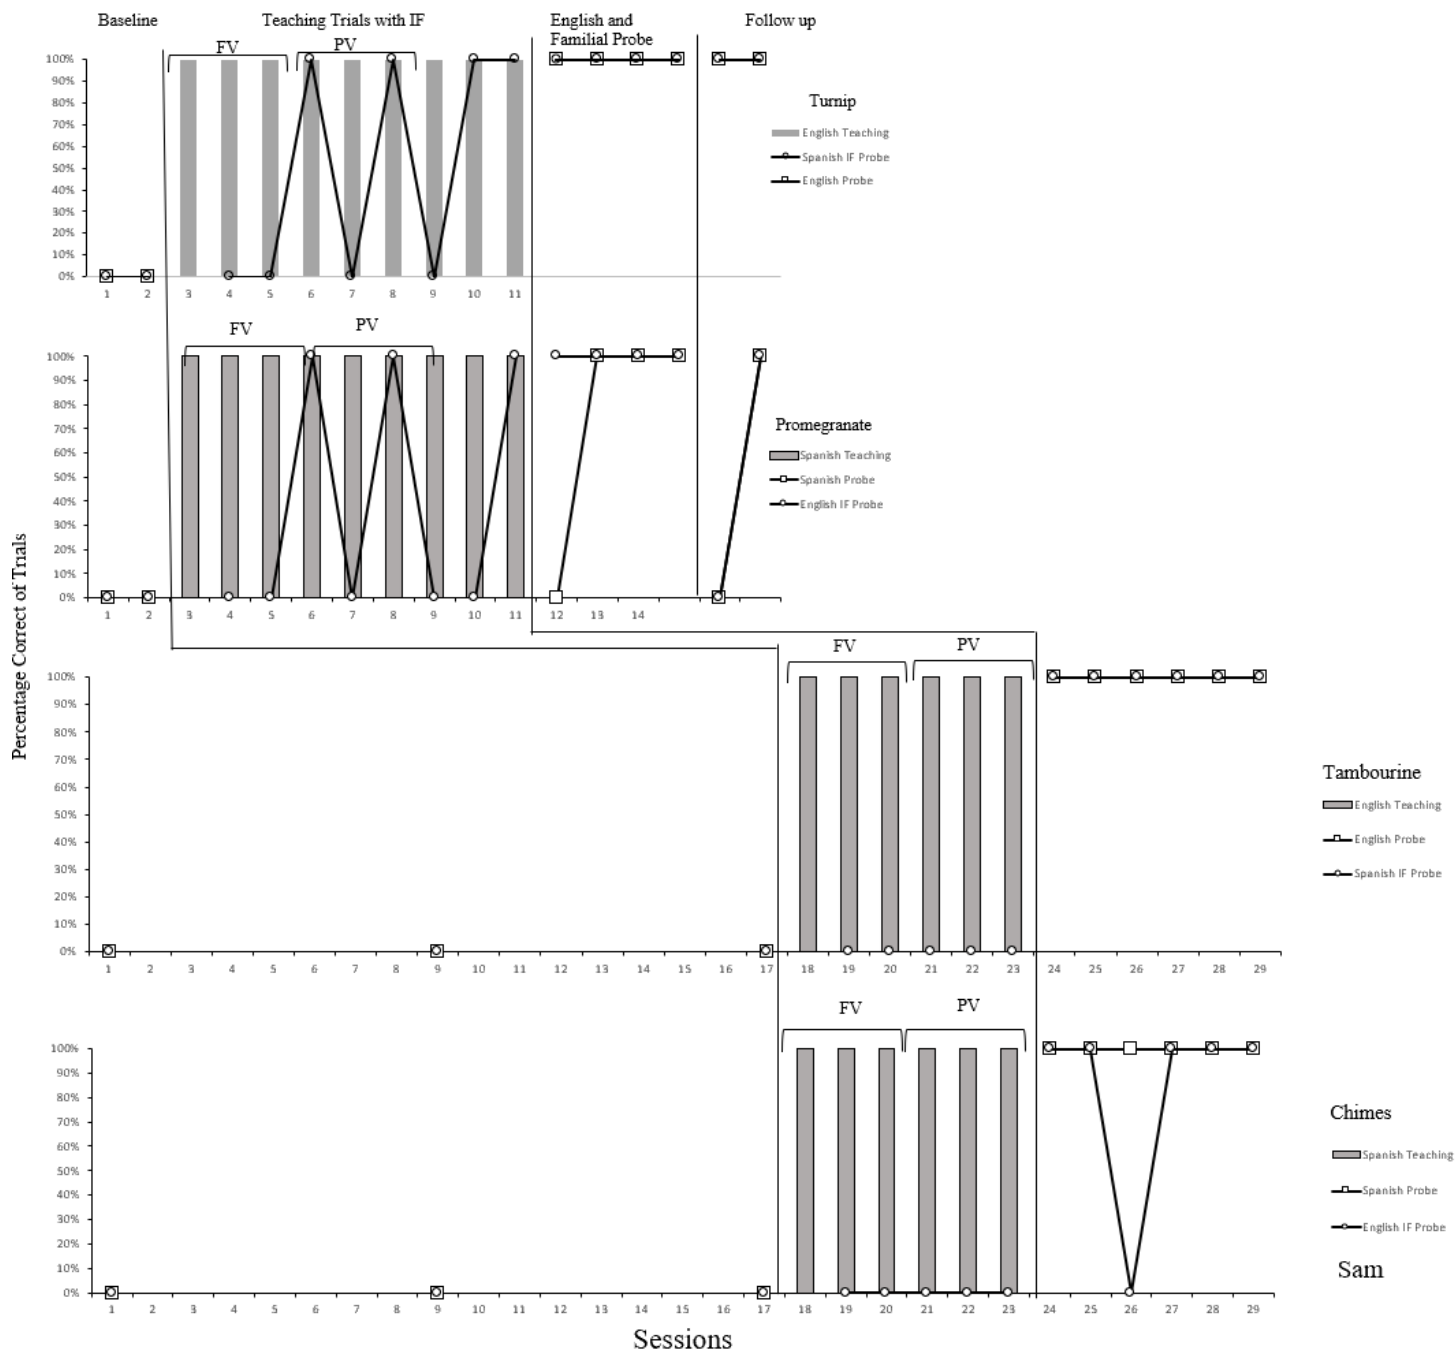 Baseline
Teaching Trials with IF
English and
Familial Probe
Follow up
FV
PV
100%
90%
80%
70%
60%
50%
40%
30%
20%
10%
0%
1 2 3 4 5 6 7 8 9 10 11
Turnip
English Teaching
Spanish IF Probe
English Probe
FV
PV
100%
90%
80%
70%
60%
50%
40%
30%
20%
10%
0%
1 2 3 4 5 6 7 8 9 10 11 12 13 14
Promegranate
Spanish Teaching
Spanish Probe
English IF Probe
Percentage Correct of Trials
FV
PV
100%
90%
80%
70%
60%
50%
40%
30%
20%
10%
0%
1 2 3 4 5 6 7 8 9 10 11 12 13 14 15 16 17 18 19 20 21 22 23 24 25 26 27 28 29
Tambourine
English Teaching
English Probe
Spanish IF Probe
FV
PV
100%
90%
80%
70%
60%
50%
40%
30%
20%
10%
0%
1 2 3 4 5 6 7 8 9 10 11 12 13 14 15 16 17 18 19 20 21 22 23 24 25 26 27 28 29
Chimes
Spanish Teaching
Spanish Probe
English IF Probe
Sam
Sessions